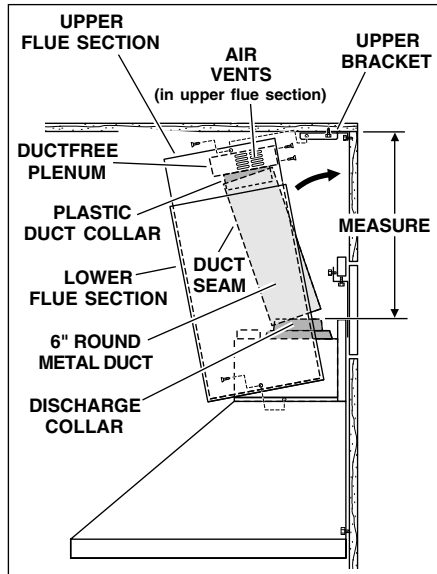 UPPER
FLUE SECTION
AIR
VENTS
(in upper flue section)
UPPER
BRACKET
DUCTFREE
PLENUM
PLASTIC
DUCT COLLAR
MEASURE
LOWER
FLUE SECTION
DUCT
SEAM
6" ROUND
METAL DUCT
DISCHARGE
COLLAR